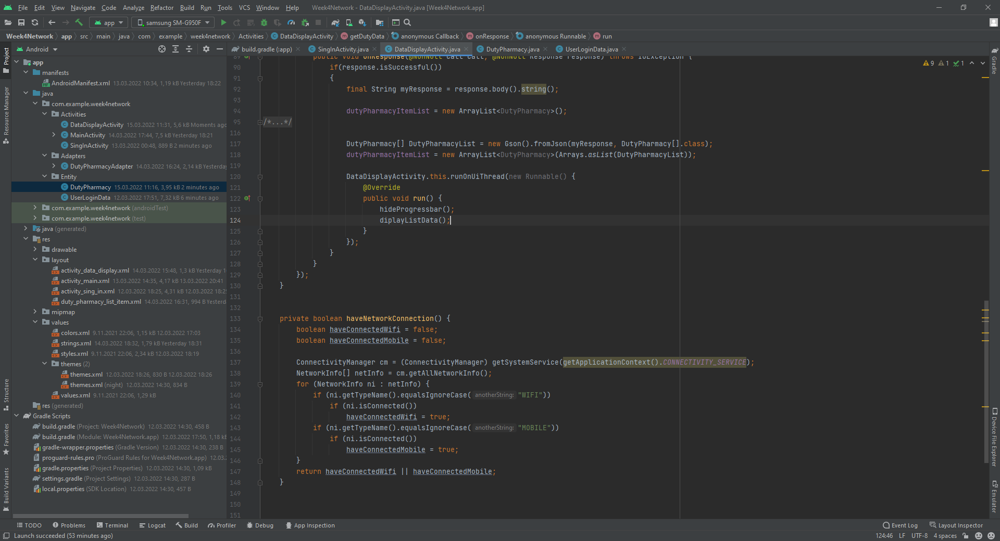 File Edit View Navigate Code Analyze Refactor Build Run Tools VCS Window Help Week4Network - DataDisplayActivity.java [Week4Network.app]
app samsung SM-G950F
Week4Network app src main java com example week4network Activities DataDisplayActivity getDutyData anonymous Callback onResponse anonymous Runnable run
Project
Resource Manager
Structure
Favorites
Build Variants
Android
app
manifests
AndroidManifest.xml 13.03.2022 10:34, 1,19 kB Yesterday 18:22
java
com.example.week4network
Activities
DataDisplayActivity 15.03.2022 11:31, 5,6 kB Moments ago
MainActivity 14.03.2022 17:44, 7,5 kB Yesterday 18:21
SingInActivity 13.03.2022 00:48, 889 B 2 minutes ago
Adapters
DutyPharmacyAdapter 14.03.2022 16:24, 2,14 kB Yesterday
Entity
DutyPharmacy 15.03.2022 11:16, 3,95 kB 2 minutes ago
UserLoginData 12.03.2022 17:51, 7,32 kB 6 minutes ago
com.example.week4network (androidTest)
com.example.week4network (test)
java (generated)
res
drawable
layout
activity_data_display.xml 14.03.2022 15:48, 1,3 kB Yesterday 1
activity_main.xml 13.03.2022 14:35, 4,17 kB 13.03.2022 20:41
activity_sing_in.xml 12.03.2022 18:25, 4,31 kB 12.03.2022 18:2
duty_pharmacy_list_item.xml 14.03.2022 16:31, 994 B Yesterd
mipmap
values
colors.xml 9.11.2021 22:06, 1,15 kB 12.03.2022 17:03
strings.xml 14.03.2022 18:32, 1,79 kB Yesterday 18:31
styles.xml 9.11.2021 22:06, 2,34 kB 12.03.2022 18:19
themes (2)
themes.xml 12.03.2022 18:26, 830 B 12.03.2022 18:26
themes.xml (night) 12.03.2022 14:30, 834 B
values.xml 9.11.2021 22:06, 1,29 kB
res (generated)
Gradle Scripts
build.gradle (Project: Week4Network) 12.03.2022 14:30, 458 B
build.gradle (Module: Week4Network.app) 12.03.2022 17:50, 1,18 kB
gradle-wrapper.properties (Gradle Version) 12.03.2022 14:30, 238 B
proguard-rules.pro (ProGuard Rules for Week4Network.app) 12.03.
gradle.properties (Project Properties) 12.03.2022 14:30, 1,09 kB
settings.gradle (Project Settings) 12.03.2022 14:30, 287 B
local.properties (SDK Location) 12.03.2022 14:30, 457 B
build.gradle (:app) SingInActivity.java DataDisplayActivity.java DutyPharmacy.java UserLoginData.java
9 1 1
89 public void onResponse(@NonNull Call call, @NonNull Response response) throws IOException {
90 if(response.isSuccessful())
91 {
92 final String myResponse = response.body().string();
93
94 dutyPharmacyItemList = new ArrayList<DutyPharmacy>();
95 /*...*/
116
117 DutyPharmacy[] DutyPharmacyList = new Gson().fromJson(myResponse, DutyPharmacy[].class);
118 dutyPharmacyItemList = new ArrayList<DutyPharmacy>(Arrays.asList(DutyPharmacyList));
119
120 DataDisplayActivity.this.runOnUiThread(new Runnable() {
121 @Override
122 public void run() {
123 hideProgressbar();
124 diplayListData();
125 }
126 });
127 }
128 }
129 });
130 }
131
132
133 private boolean haveNetworkConnection() {
134 boolean haveConnectedWifi = false;
135 boolean haveConnectedMobile = false;
136
137 ConnectivityManager cm = (ConnectivityManager) getSystemService(getApplicationContext().CONNECTIVITY_SERVICE);
138 NetworkInfo[] netInfo = cm.getAllNetworkInfo();
139 for (NetworkInfo ni : netInfo) {
140 if (ni.getTypeName().equalsIgnoreCase( anotherString: "WIFI"))
141 if (ni.isConnected())
142 haveConnectedWifi = true;
143 if (ni.getTypeName().equalsIgnoreCase( anotherString: "MOBILE"))
144 if (ni.isConnected())
145 haveConnectedMobile = true;
146 }
147 return haveConnectedWifi || haveConnectedMobile;
148 }
149
150
151
Gradle
Device File Explorer
Emulator
TODO Problems Terminal Logcat Build Profiler Debug App Inspection Event Log Layout Inspector
Launch succeeded (53 minutes ago) 124:46 LF UTF-8 4 spaces